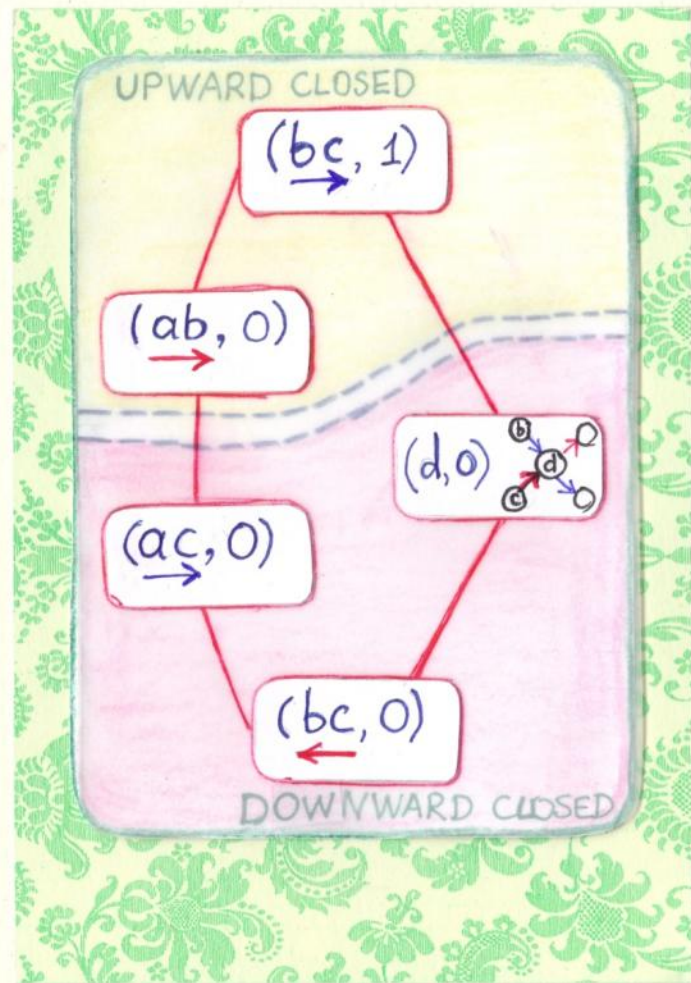 UPWARD CLOSED
(bc, 1)
(ab, 0)
(d,0)
b
d
c
(ac, 0)
(bc, 0)
DOWNWARD CLOSED